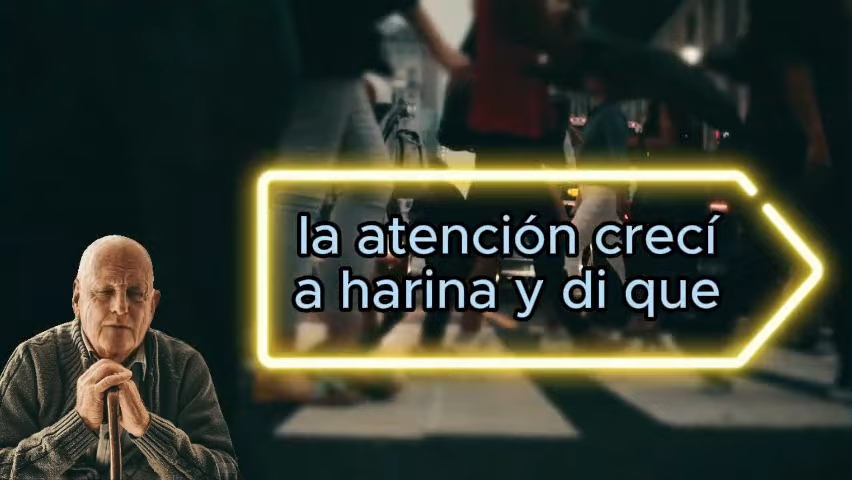 la atención crecí
a harina y di que